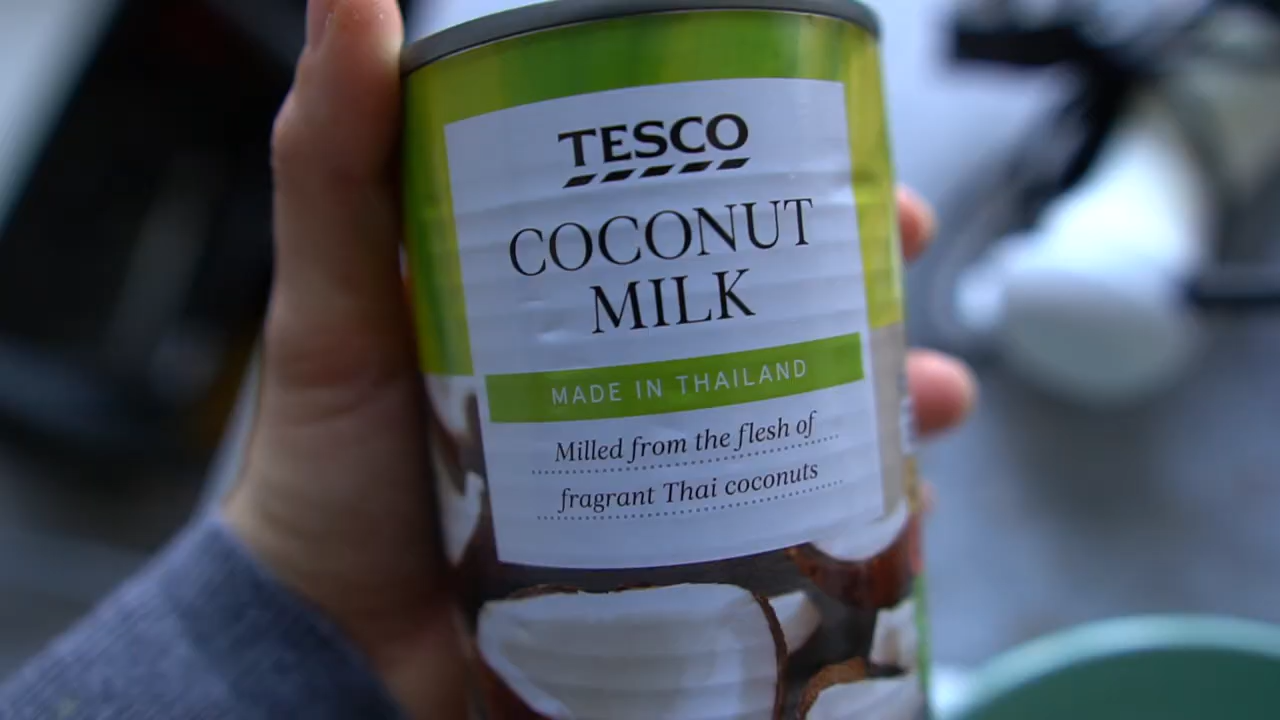 TESCO
COCONUT
MILK
MADE IN THAILAND
Milled from the flesh of
fragrant Thai coconuts